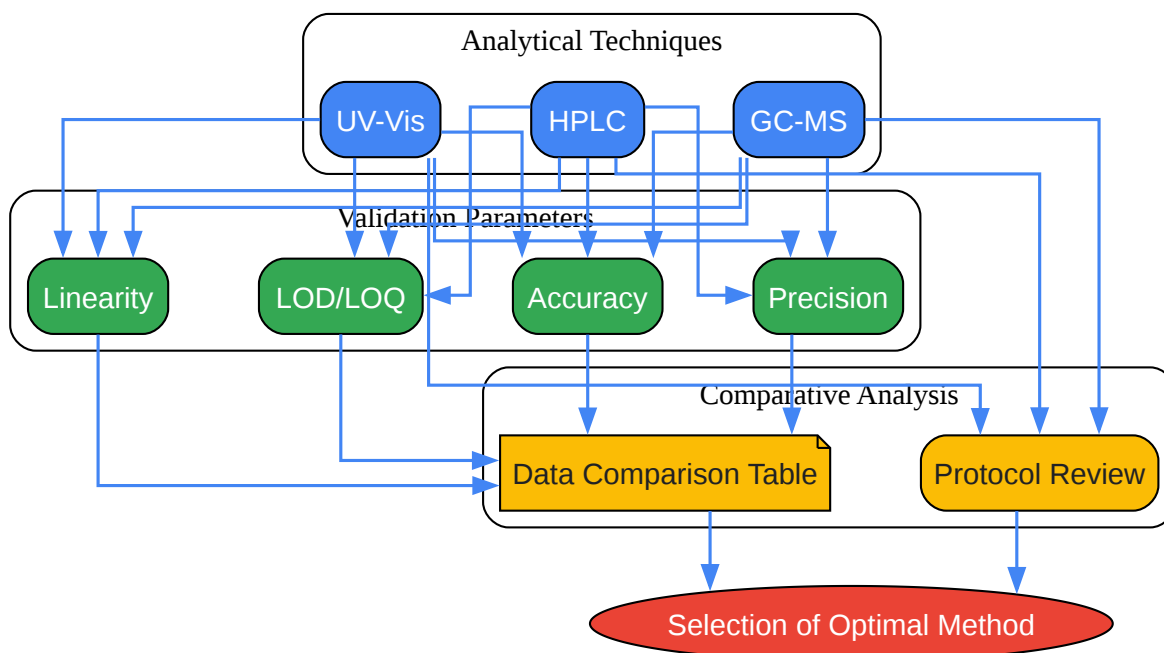 Analytical Techniques
UV-Vis
HPLC
GC-MS
Validation Parameters
Linearity
LOD/LOQ
Accuracy
Precision
Comparative Analysis
Data Comparison Table
Protocol Review
Selection of Optimal Method